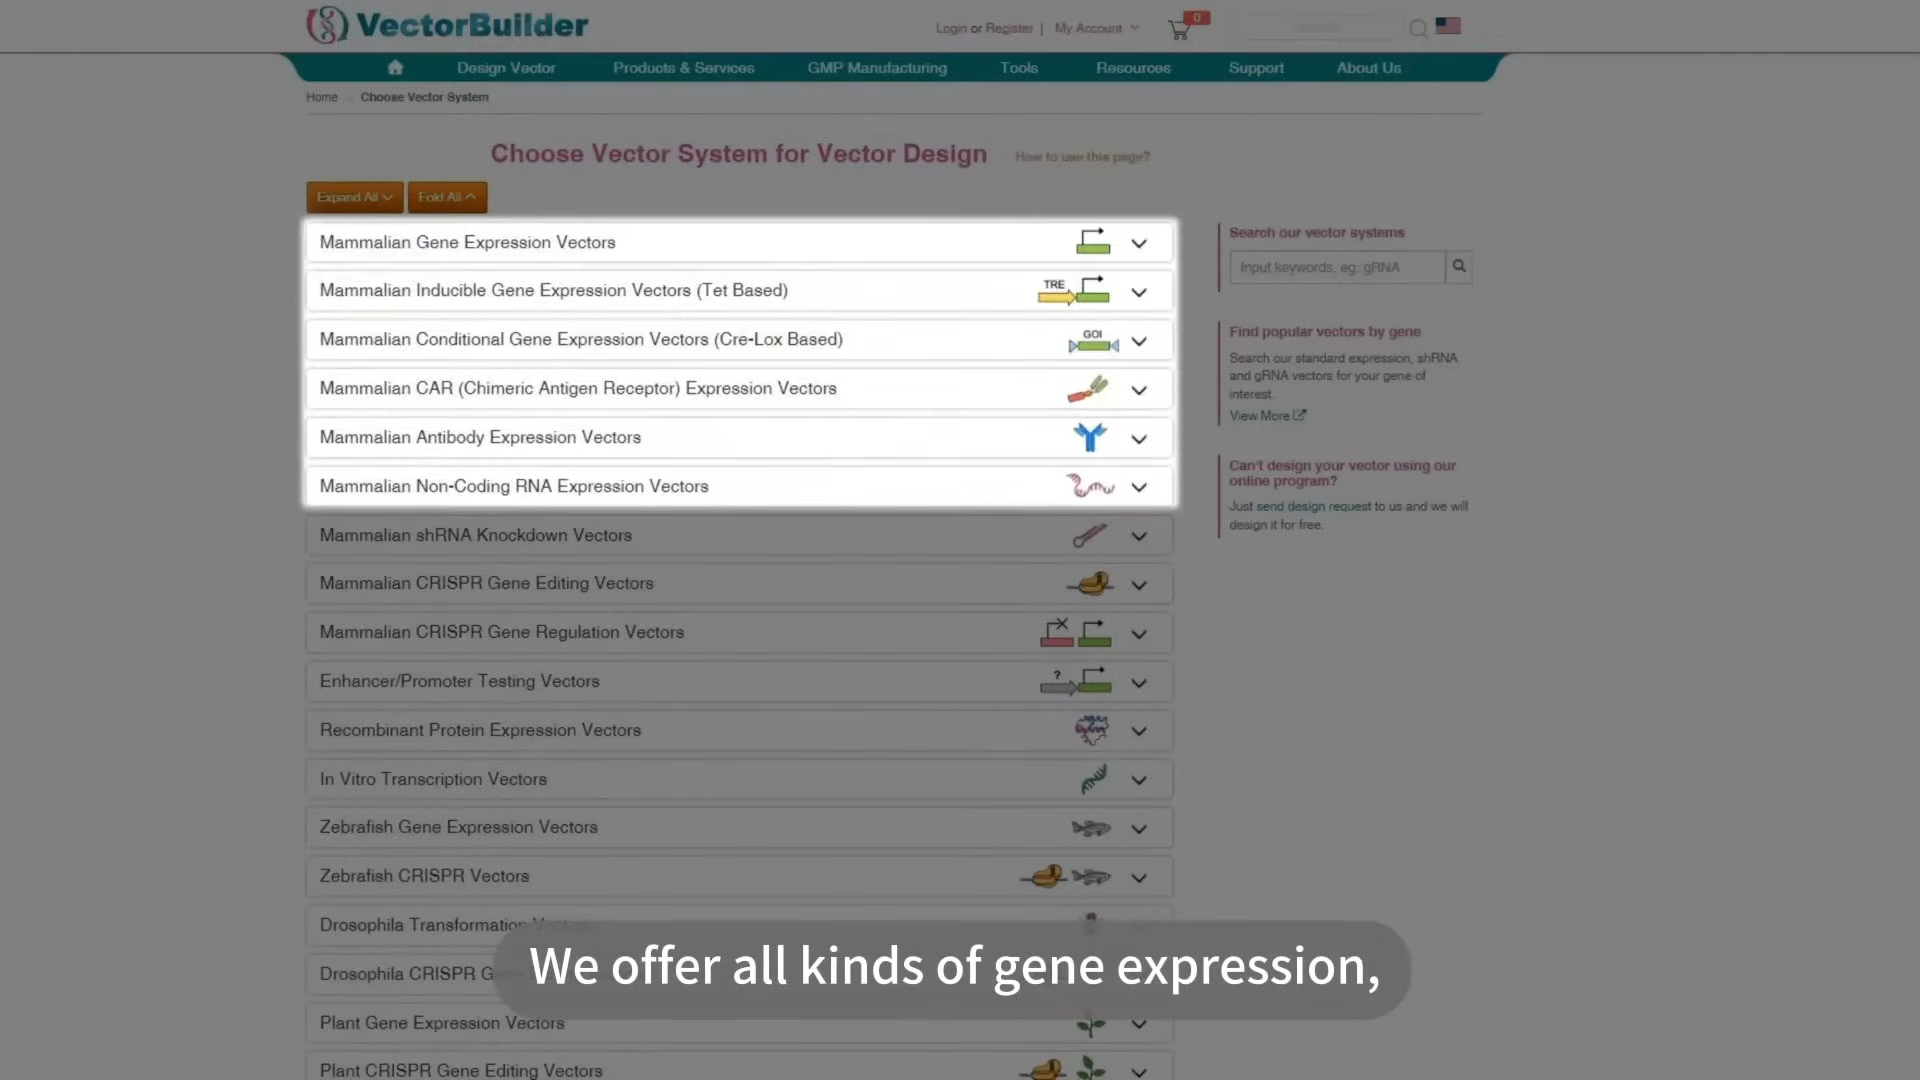 VectorBuilder
Login or Register | My Account
0
Design Vector Products & Services GMP Manufacturing Tools Resources Support About Us
Home Choose Vector System
Choose Vector System for Vector Design How to use this page?
Expand All Fold All
Mammalian Gene Expression Vectors
Mammalian Inducible Gene Expression Vectors (Tet Based) TRE
Mammalian Conditional Gene Expression Vectors (Cre-Lox Based) GOI
Mammalian CAR (Chimeric Antigen Receptor) Expression Vectors
Mammalian Antibody Expression Vectors
Mammalian Non-Coding RNA Expression Vectors
Mammalian shRNA Knockdown Vectors
Mammalian CRISPR Gene Editing Vectors
Mammalian CRISPR Gene Regulation Vectors
Enhancer/Promoter Testing Vectors ?
Recombinant Protein Expression Vectors
In Vitro Transcription Vectors
Zebrafish Gene Expression Vectors
Zebrafish CRISPR Vectors
Drosophila Transformation
Drosophila CRISPR G
Plant Gene Expression Vectors
Plant CRISPR Gene Editing Vectors
Search our vector systems
Input keywords, eg: gRNA
Find popular vectors by gene
Search our standard expression, shRNA
and gRNA vectors for your gene of
interest.
View More
Can't design your vector using our
online program?
Just send design request to us and we will
design it for free.
We offer all kinds of gene expression,